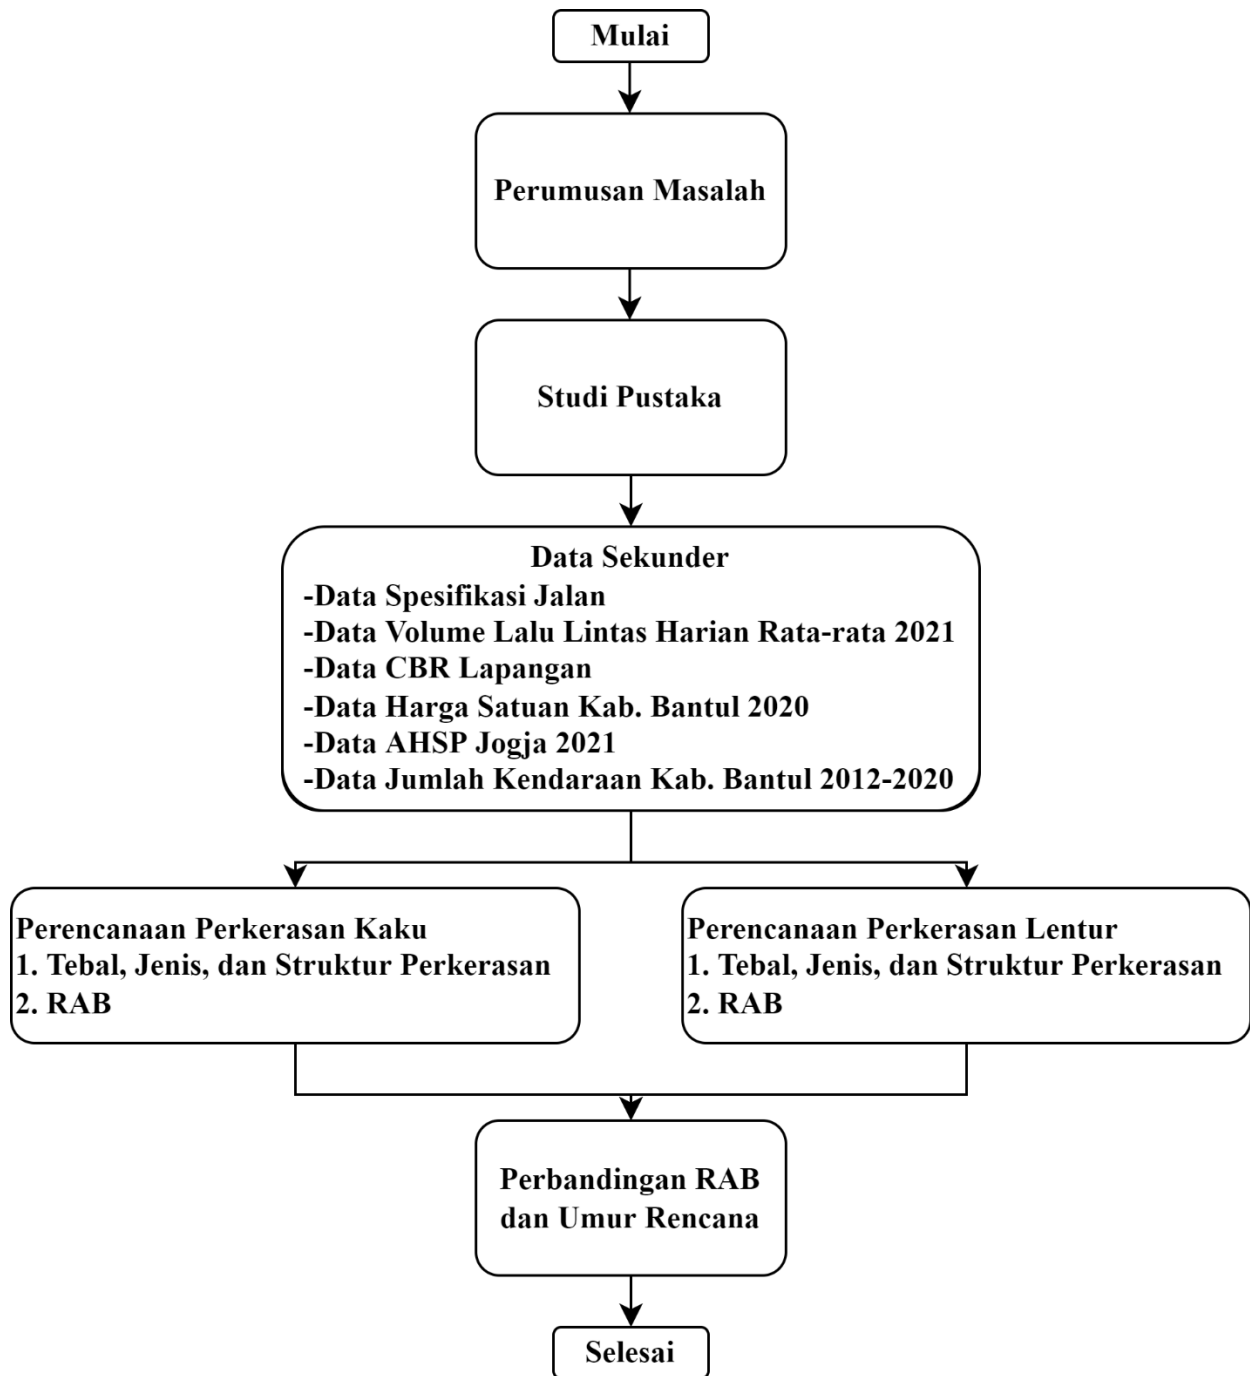 Mulai
Perumusan Masalah
Studi Pustaka
Data Sekunder
-Data Spesifikasi Jalan
-Data Volume Lalu Lintas Harian Rata-rata 2021
-Data CBR Lapangan
-Data Harga Satuan Kab. Bantul 2020
-Data AHSP Jogja 2021
-Data Jumlah Kendaraan Kab. Bantul 2012-2020
Perencanaan Perkerasan Kaku
1. Tebal, Jenis, dan Struktur Perkerasan
2. RAB
Perencanaan Perkerasan Lentur
1. Tebal, Jenis, dan Struktur Perkerasan
2. RAB
Perbandingan RAB
dan Umur Rencana
Selesai